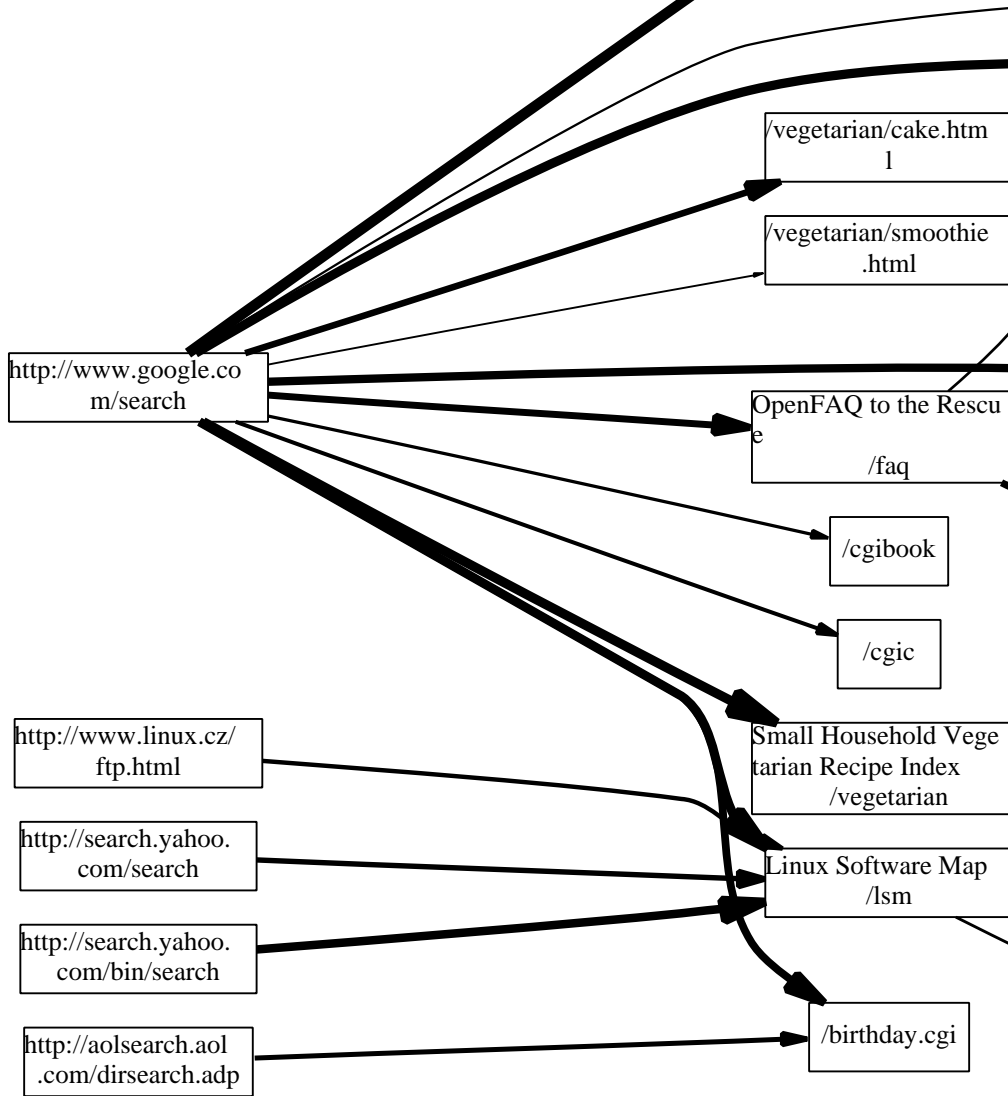 /vegetarian/cake.htm
l
/vegetarian/smoothie
.html
http://www.google.co
m/search
OpenFAQ to the Rescu
e
/faq
/cgibook
/cgic
http://www.linux.cz/
ftp.html
Small Household Vege
tarian Recipe Index
/vegetarian
http://search.yahoo.
com/search
Linux Software Map
/lsm
http://search.yahoo.
com/bin/search
http://aolsearch.aol
.com/dirsearch.adp
/birthday.cgi